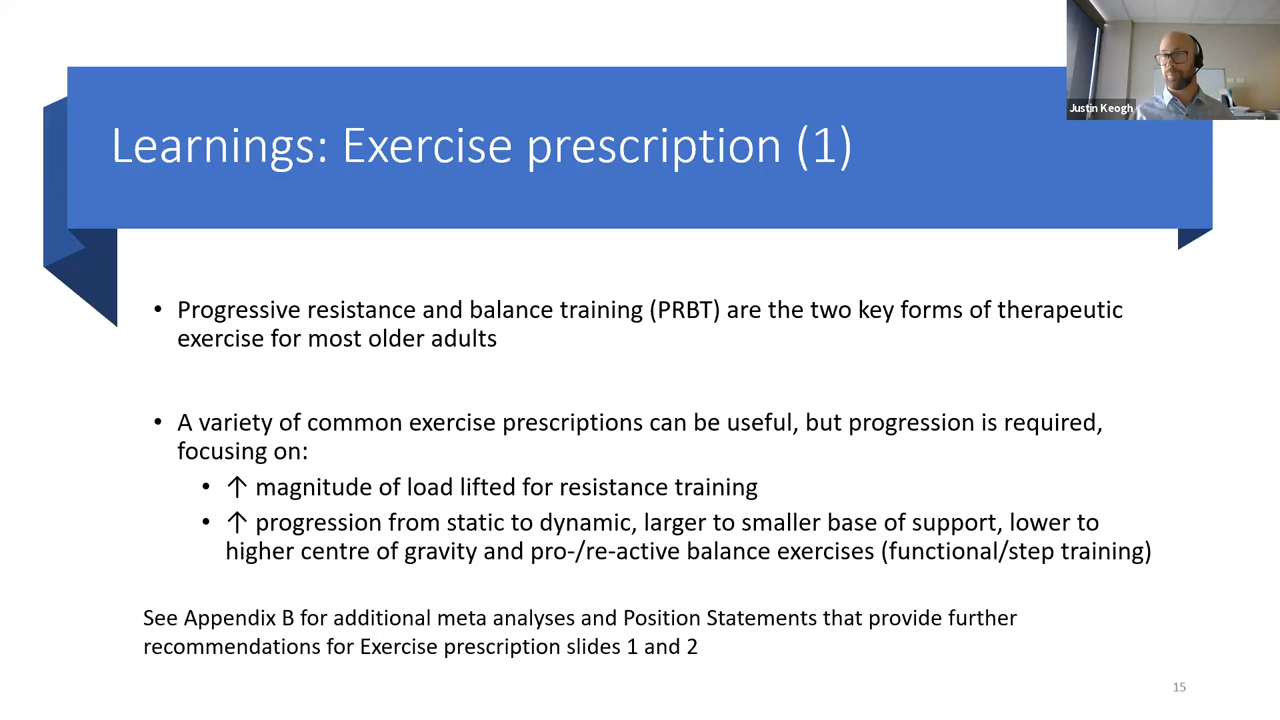 Justin Keogh
Learnings: Exercise prescription (1)
• Progressive resistance and balance training (PRBT) are the two key forms of therapeutic
exercise for most older adults
• A variety of common exercise prescriptions can be useful, but progression is required,
focusing on:
• ↑ magnitude of load lifted for resistance training
• ↑ progression from static to dynamic, larger to smaller base of support, lower to
higher centre of gravity and pro-/re-active balance exercises (functional/step training)
See Appendix B for additional meta analyses and Position Statements that provide further
recommendations for Exercise prescription slides 1 and 2
15